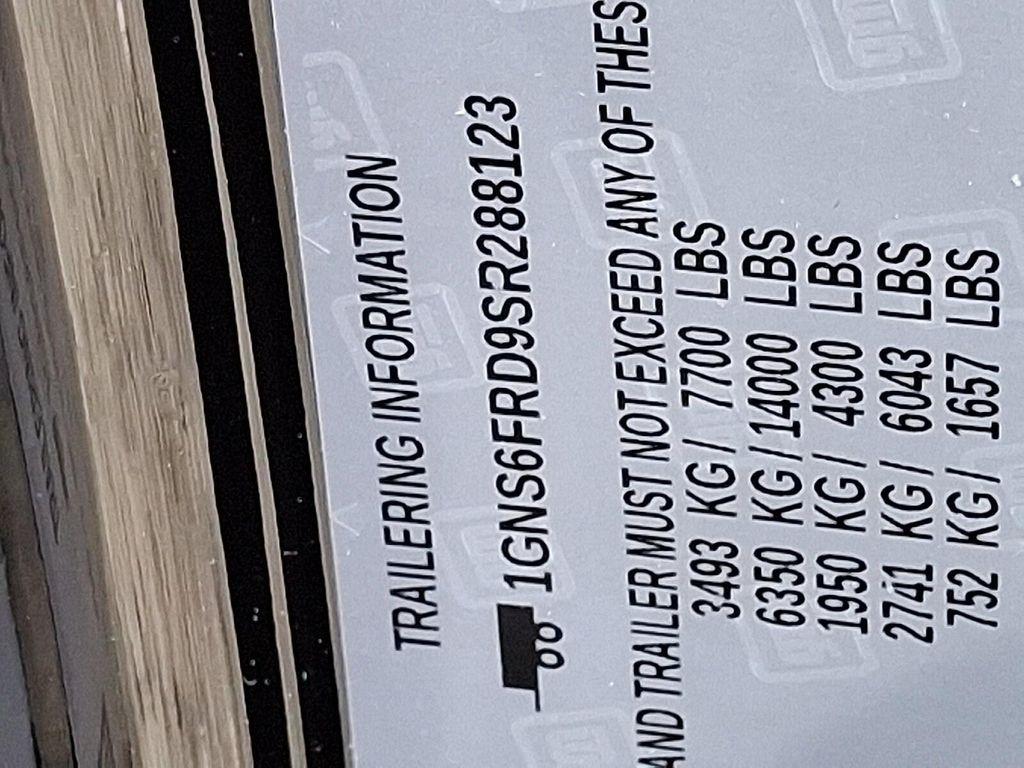 TRAILERING INFORMATION
1GNS6FRD9SR288123
AND TRAILER MUST NOT EXCEED ANY OF THES
3493 KG / 7700 LBS
6350 KG / 14000 LBS
1950 KG / 4300 LBS
2741 KG / 6043 LBS
752 KG / 1657 LBS